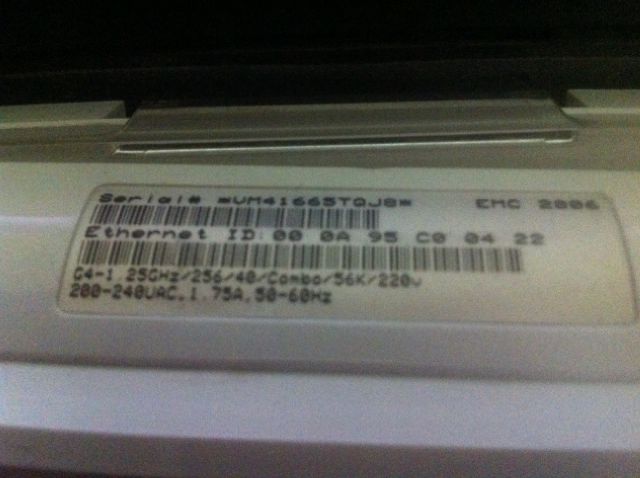 Serial# *VM41665TQJ8* EMC 2006
Ethernet ID:00 0A 95 C0 04 22
G4-1.25GHz/256/40/Combo/56K/220v
200-240VAC,1.75A,50-60Hz